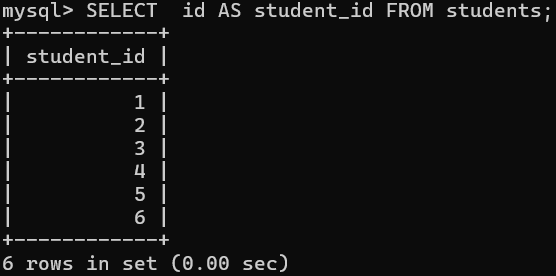 mysql> SELECT  id AS student_id FROM students;
+------------+
| student_id |
+------------+
|          1 |
|          2 |
|          3 |
|          4 |
|          5 |
|          6 |
+------------+
6 rows in set (0.00 sec)